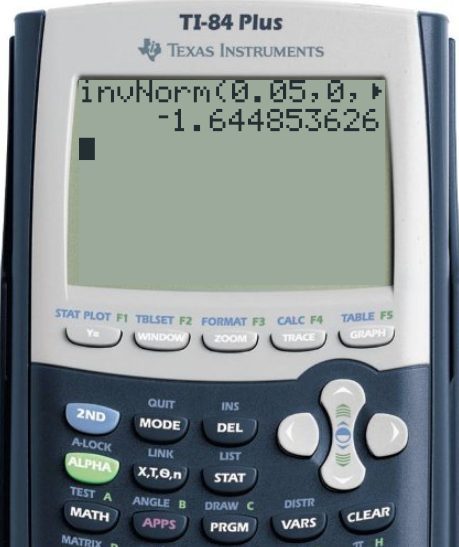 TI-84 Plus
TEXAS INSTRUMENTS
invNorm(0.05,0,
-1.644853626
STAT PLOT F1 TBLSET F2 FORMAT F3 CALC F4 TABLE F5
Y= WINDOW ZOOM TRACE GRAPH
QUIT INS
2ND MODE DEL
A-LOCK LINK LIST
ALPHA X,T,Θ,n STAT
TEST A ANGLE B DRAW C DISTR
MATH APPS PRGM VARS CLEAR
MATRIX D π H